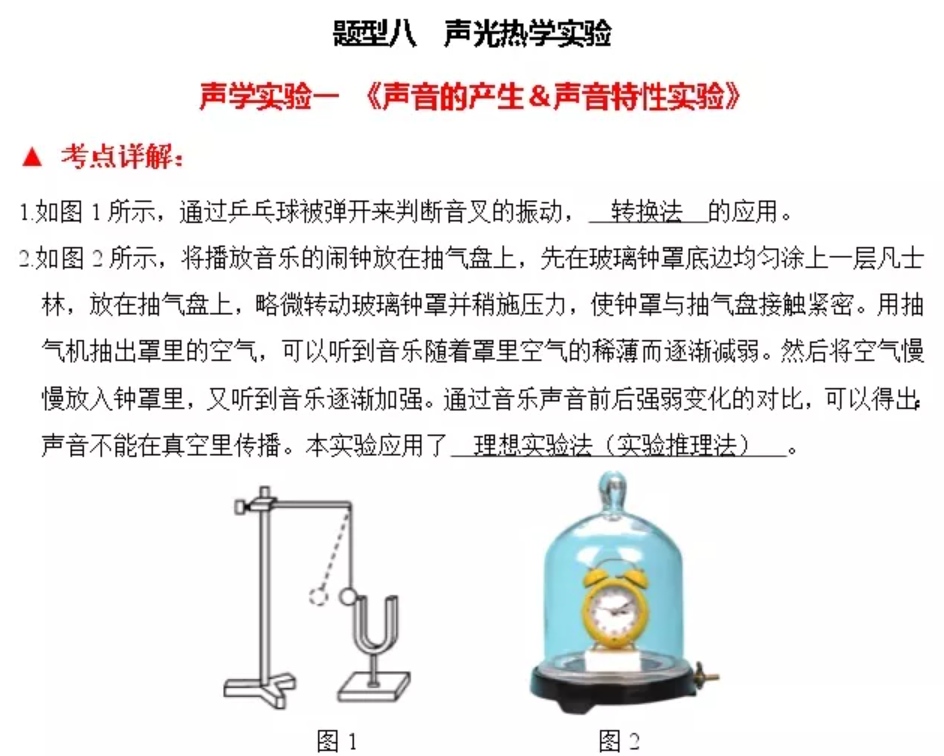 题型八 声光热学实验
声学实验一 《声音的产生&声音特性实验》
▲ 考点详解:
1.如图1所示，通过乒乓球被弹开来判断音叉的振动，  转换法  的应用。
2.如图2所示，将播放音乐的闹钟放在抽气盘上，先在玻璃钟罩底边均匀涂上一层凡士
林，放在抽气盘上，略微转动玻璃钟罩并稍施压力，使钟罩与抽气盘接触紧密。用抽
气机抽出罩里的空气，可以听到音乐随着罩里空气的稀薄而逐渐减弱。然后将空气慢
慢放入钟罩里，又听到音乐逐渐加强。通过音乐声音前后强弱变化的对比，可以得出:
声音不能在真空里传播。本实验应用了  理想实验法（实验推理法）  。
图1 图2